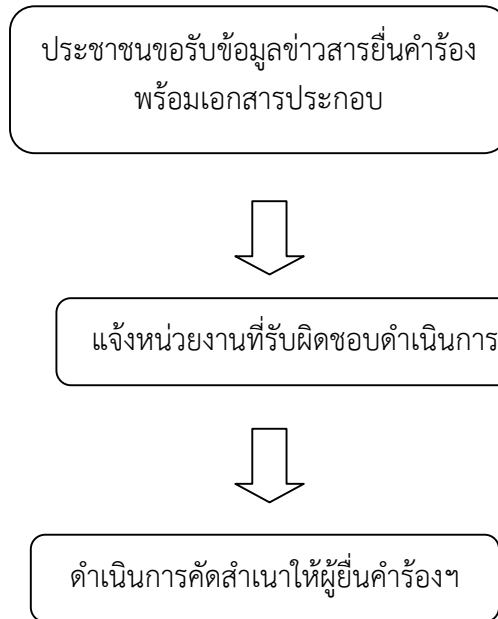 ประชาชนขอรับข้อมูลข่าวสารยื่นคำร้อง
พร้อมเอกสารประกอบ
แจ้งหน่วยงานที่รับผิดชอบดำเนินการ
ดำเนินการคัดสำเนาให้ผู้ยื่นคำร้องฯ